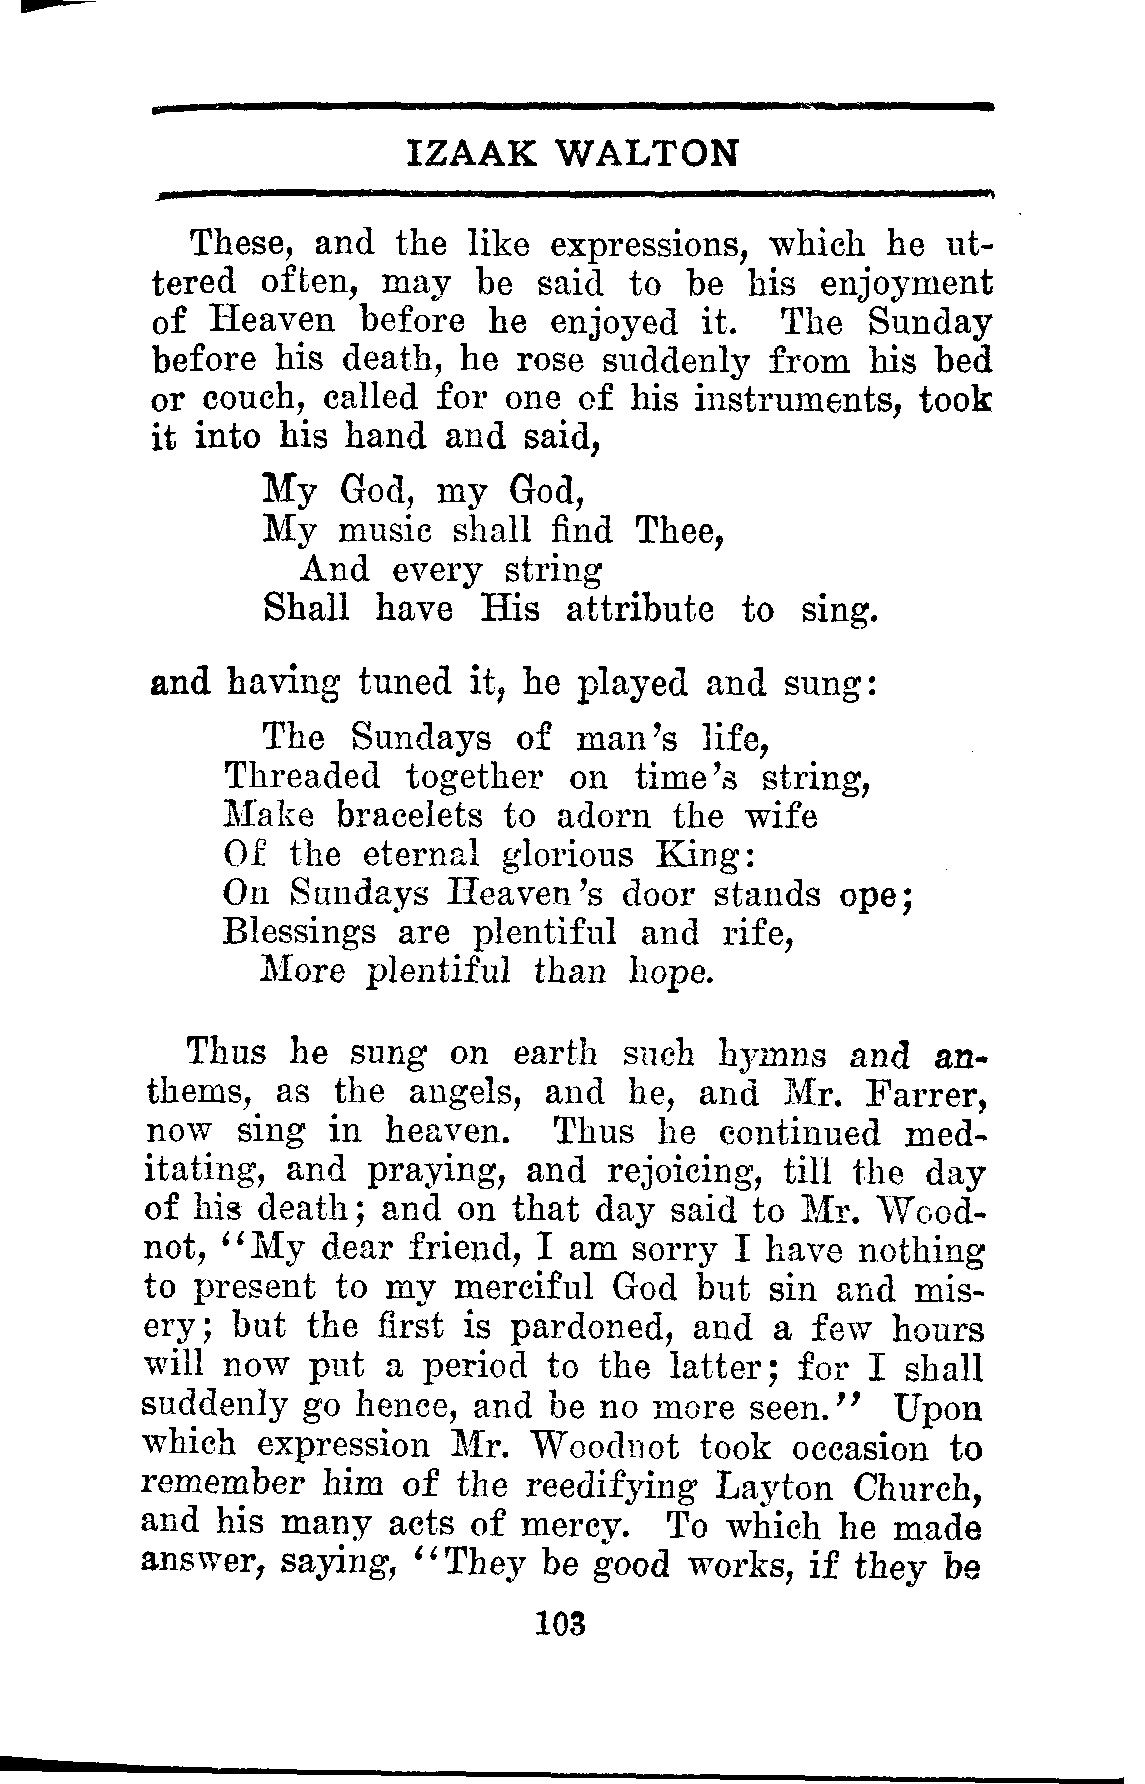 IZAAK WALTON
These, and the like expressions, which he ut-
tered often, may be said to be his enjoyment
of Heaven before he enjoyed it. The Sunday
before his death, he rose suddenly from his bed
or couch, called for one of his instruments, took
it into his hand and said,
My God, my God,
My music shall find Thee,
And every string
Shall have His attribute to sing.
and having tuned it, he played and sung:
The Sundays of man's life,
Threaded together on time's string,
Make bracelets to adorn the wife
Of the eternal glorious King:
On Sundays Heaven's door stands ope;
Blessings are plentiful and rife,
More plentiful than hope.
Thus he sung on earth such hymns and an-
thems, as the angels, and he, and Mr. Farrer,
now sing in heaven. Thus he continued med-
itating, and praying, and rejoicing, till the day
of his death; and on that day said to Mr. Wood-
not, "My dear friend, I am sorry I have nothing
to present to my merciful God but sin and mis-
ery; but the first is pardoned, and a few hours
will now put a period to the latter; for I shall
suddenly go hence, and be no more seen." Upon
which expression Mr. Woodnot took occasion to
remember him of the reedifying Layton Church,
and his many acts of mercy. To which he made
answer, saying, "They be good works, if they be
103